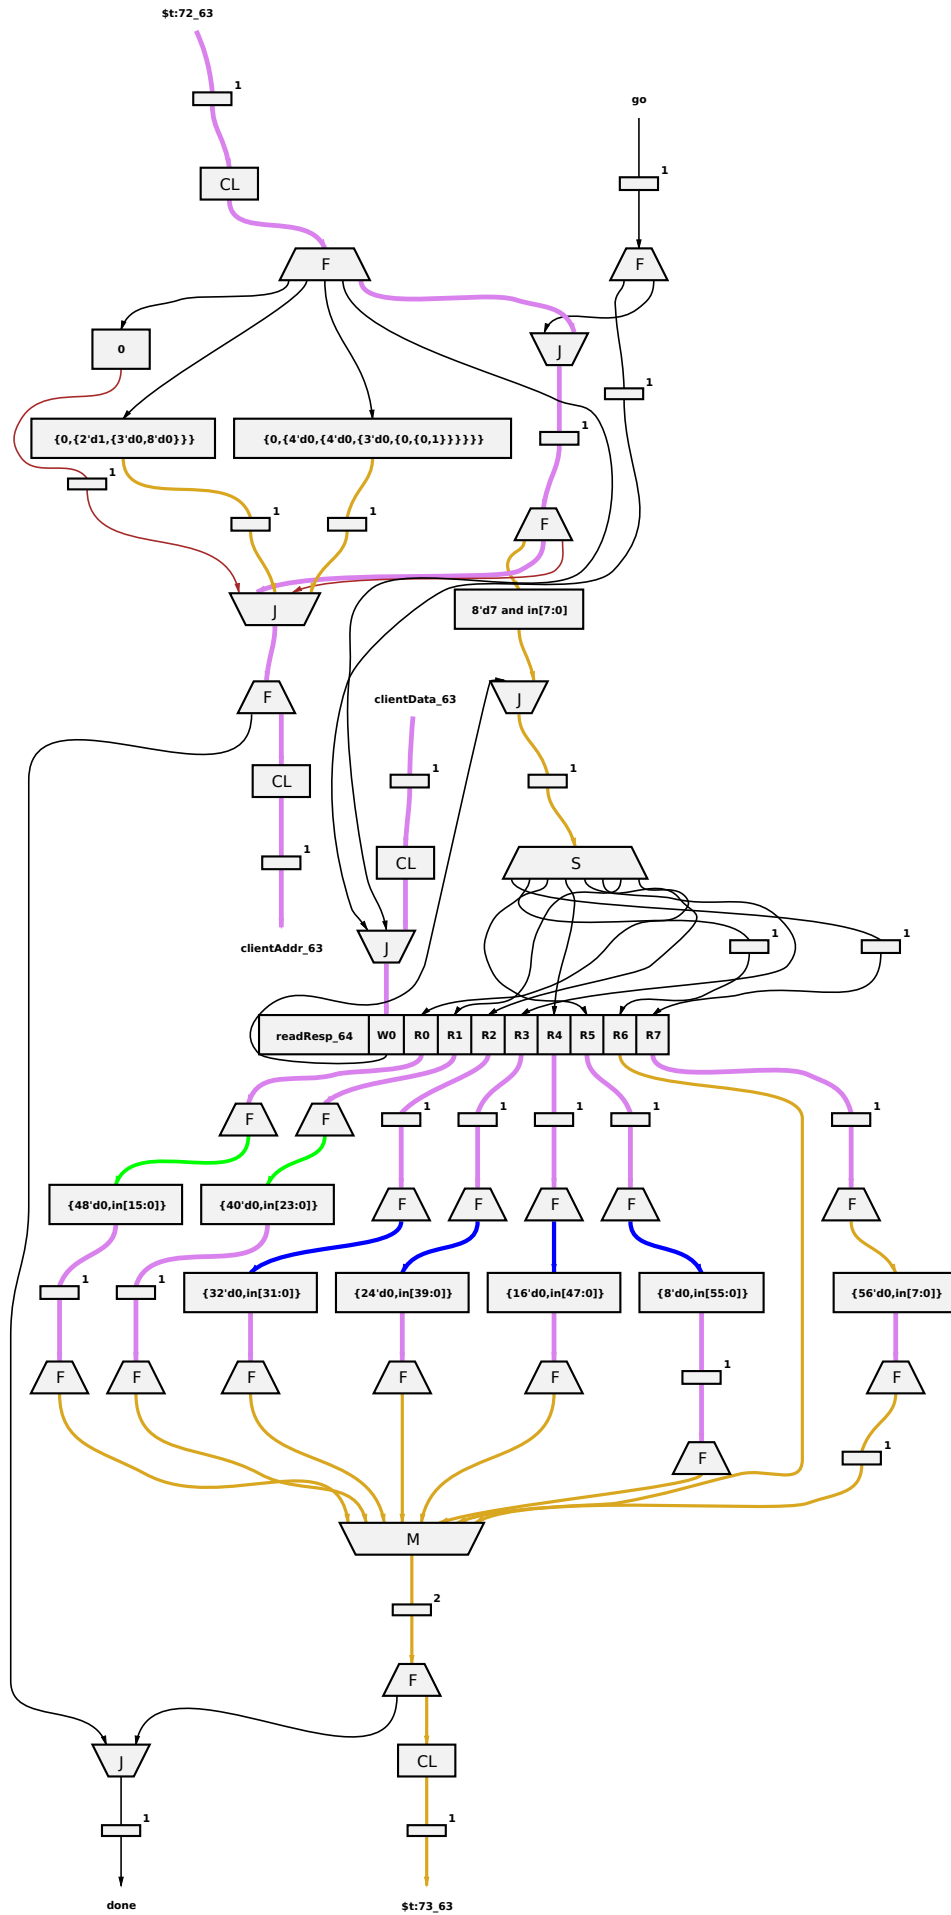 $t:72_63
1
go
CL
1
F
F
0
J
1
{0,{2'd1,{3'd0,8'd0}}}
{0,{4'd0,{4'd0,{3'd0,{0,{0,1}}}}}}
1
1
1
1
F
J
8'd7 and in[7:0]
F
J
clientData_63
CL
1
1
CL
S
1
clientAddr_63
J
1
1
readResp_64 W0 R0 R1 R2 R3 R4 R5 R6 R7
F
F
1
1
1
1
1
{48'd0,in[15:0]}
{40'd0,in[23:0]}
F
F
F
F
F
1
1
{32'd0,in[31:0]}
{24'd0,in[39:0]}
{16'd0,in[47:0]}
{8'd0,in[55:0]}
{56'd0,in[7:0]}
F
F
F
F
F
1
F
F
1
M
2
F
J
CL
1
1
done
$t:73_63